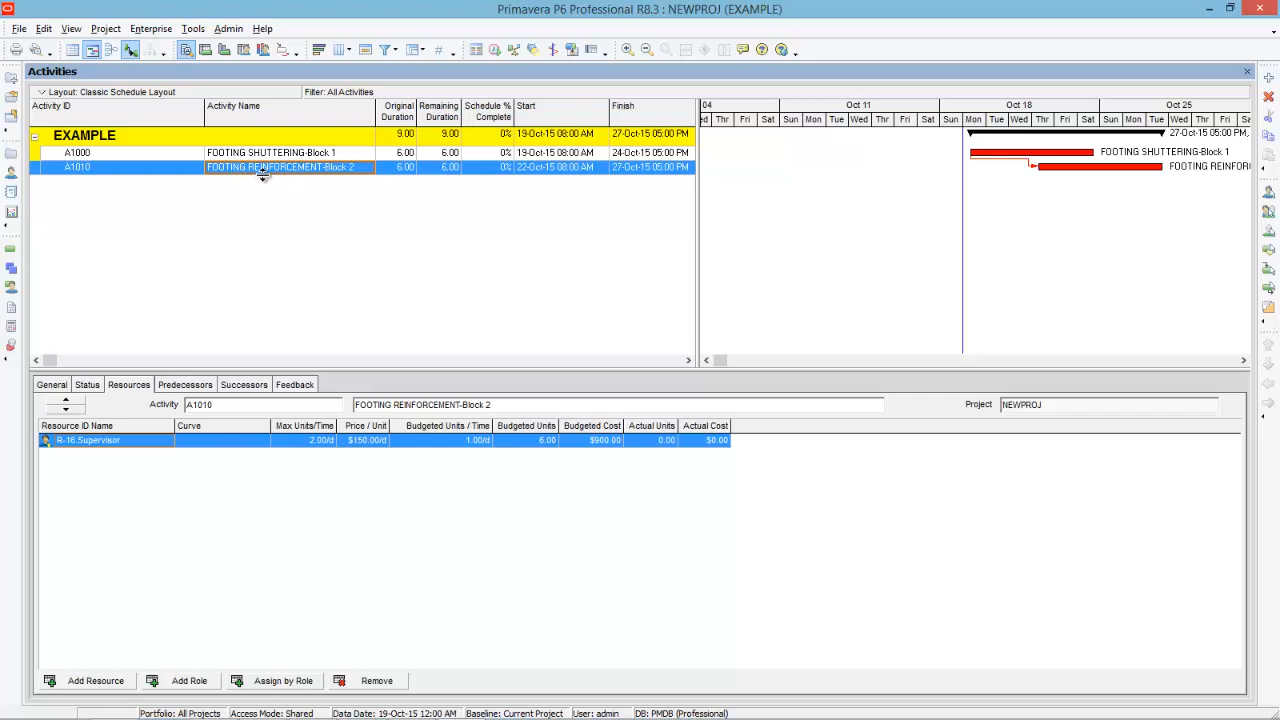 Primavera P6 Professional R8.3 : NEWPROJ (EXAMPLE)
File Edit View Project Enterprise Tools Admin Help
Activities
Layout: Classic Schedule Layout Filter: All Activities
Activity ID Activity Name Original Duration Remaining Duration Schedule % Complete Start Finish
04 Oct 11 Oct 18 Oct 25
ed Thr Fri Sat Sun Mon Tue Wed Thr Fri Sat Sun Mon Tue Wed Thr Fri Sat Sun Mon Tue Wed Thr Fri Sa
EXAMPLE 9.00 9.00 0% 19-Oct-15 08:00 AM 27-Oct-15 05:00 PM 27-Oct-15 05:00 PM,
A1000 FOOTING SHUTTERING-Block 1 6.00 6.00 0% 19-Oct-15 08:00 AM 24-Oct-15 05:00 PM FOOTING SHUTTERING-Block 1
A1010 FOOTING REINFORCEMENT-Block 2 6.00 6.00 0% 22-Oct-15 08:00 AM 27-Oct-15 05:00 PM FOOTING REINFOR
General Status Resources Predecessors Successors Feedback
Activity A1010 FOOTING REINFORCEMENT-Block 2 Project NEWPROJ
Resource ID Name Curve Max Units/Time Price / Unit Budgeted Units / Time Budgeted Units Budgeted Cost Actual Units Actual Cost
R-16.Supervisor 2.00/d $150.00/d 1.00/d 6.00 $900.00 0.00 $0.00
Add Resource Add Role Assign by Role Remove
Portfolio: All Projects Access Mode: Shared Data Date: 19-Oct-15 12:00 AM Baseline: Current Project User: admin DB: PMDB (Professional)